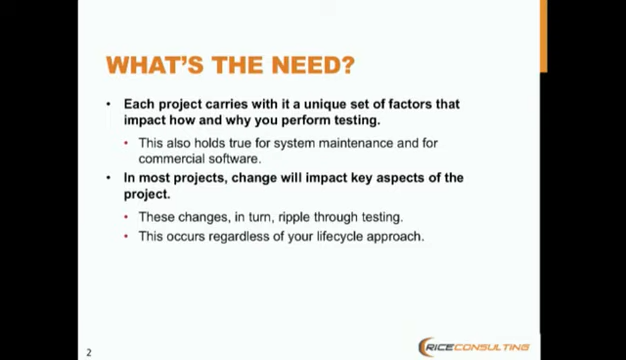 WHAT'S THE NEED?
• Each project carries with it a unique set of factors that
impact how and why you perform testing.
• This also holds true for system maintenance and for
commercial software.
• In most projects, change will impact key aspects of the
project.
• These changes, in turn, ripple through testing.
• This occurs regardless of your lifecycle approach.
2
RICECONSULTING